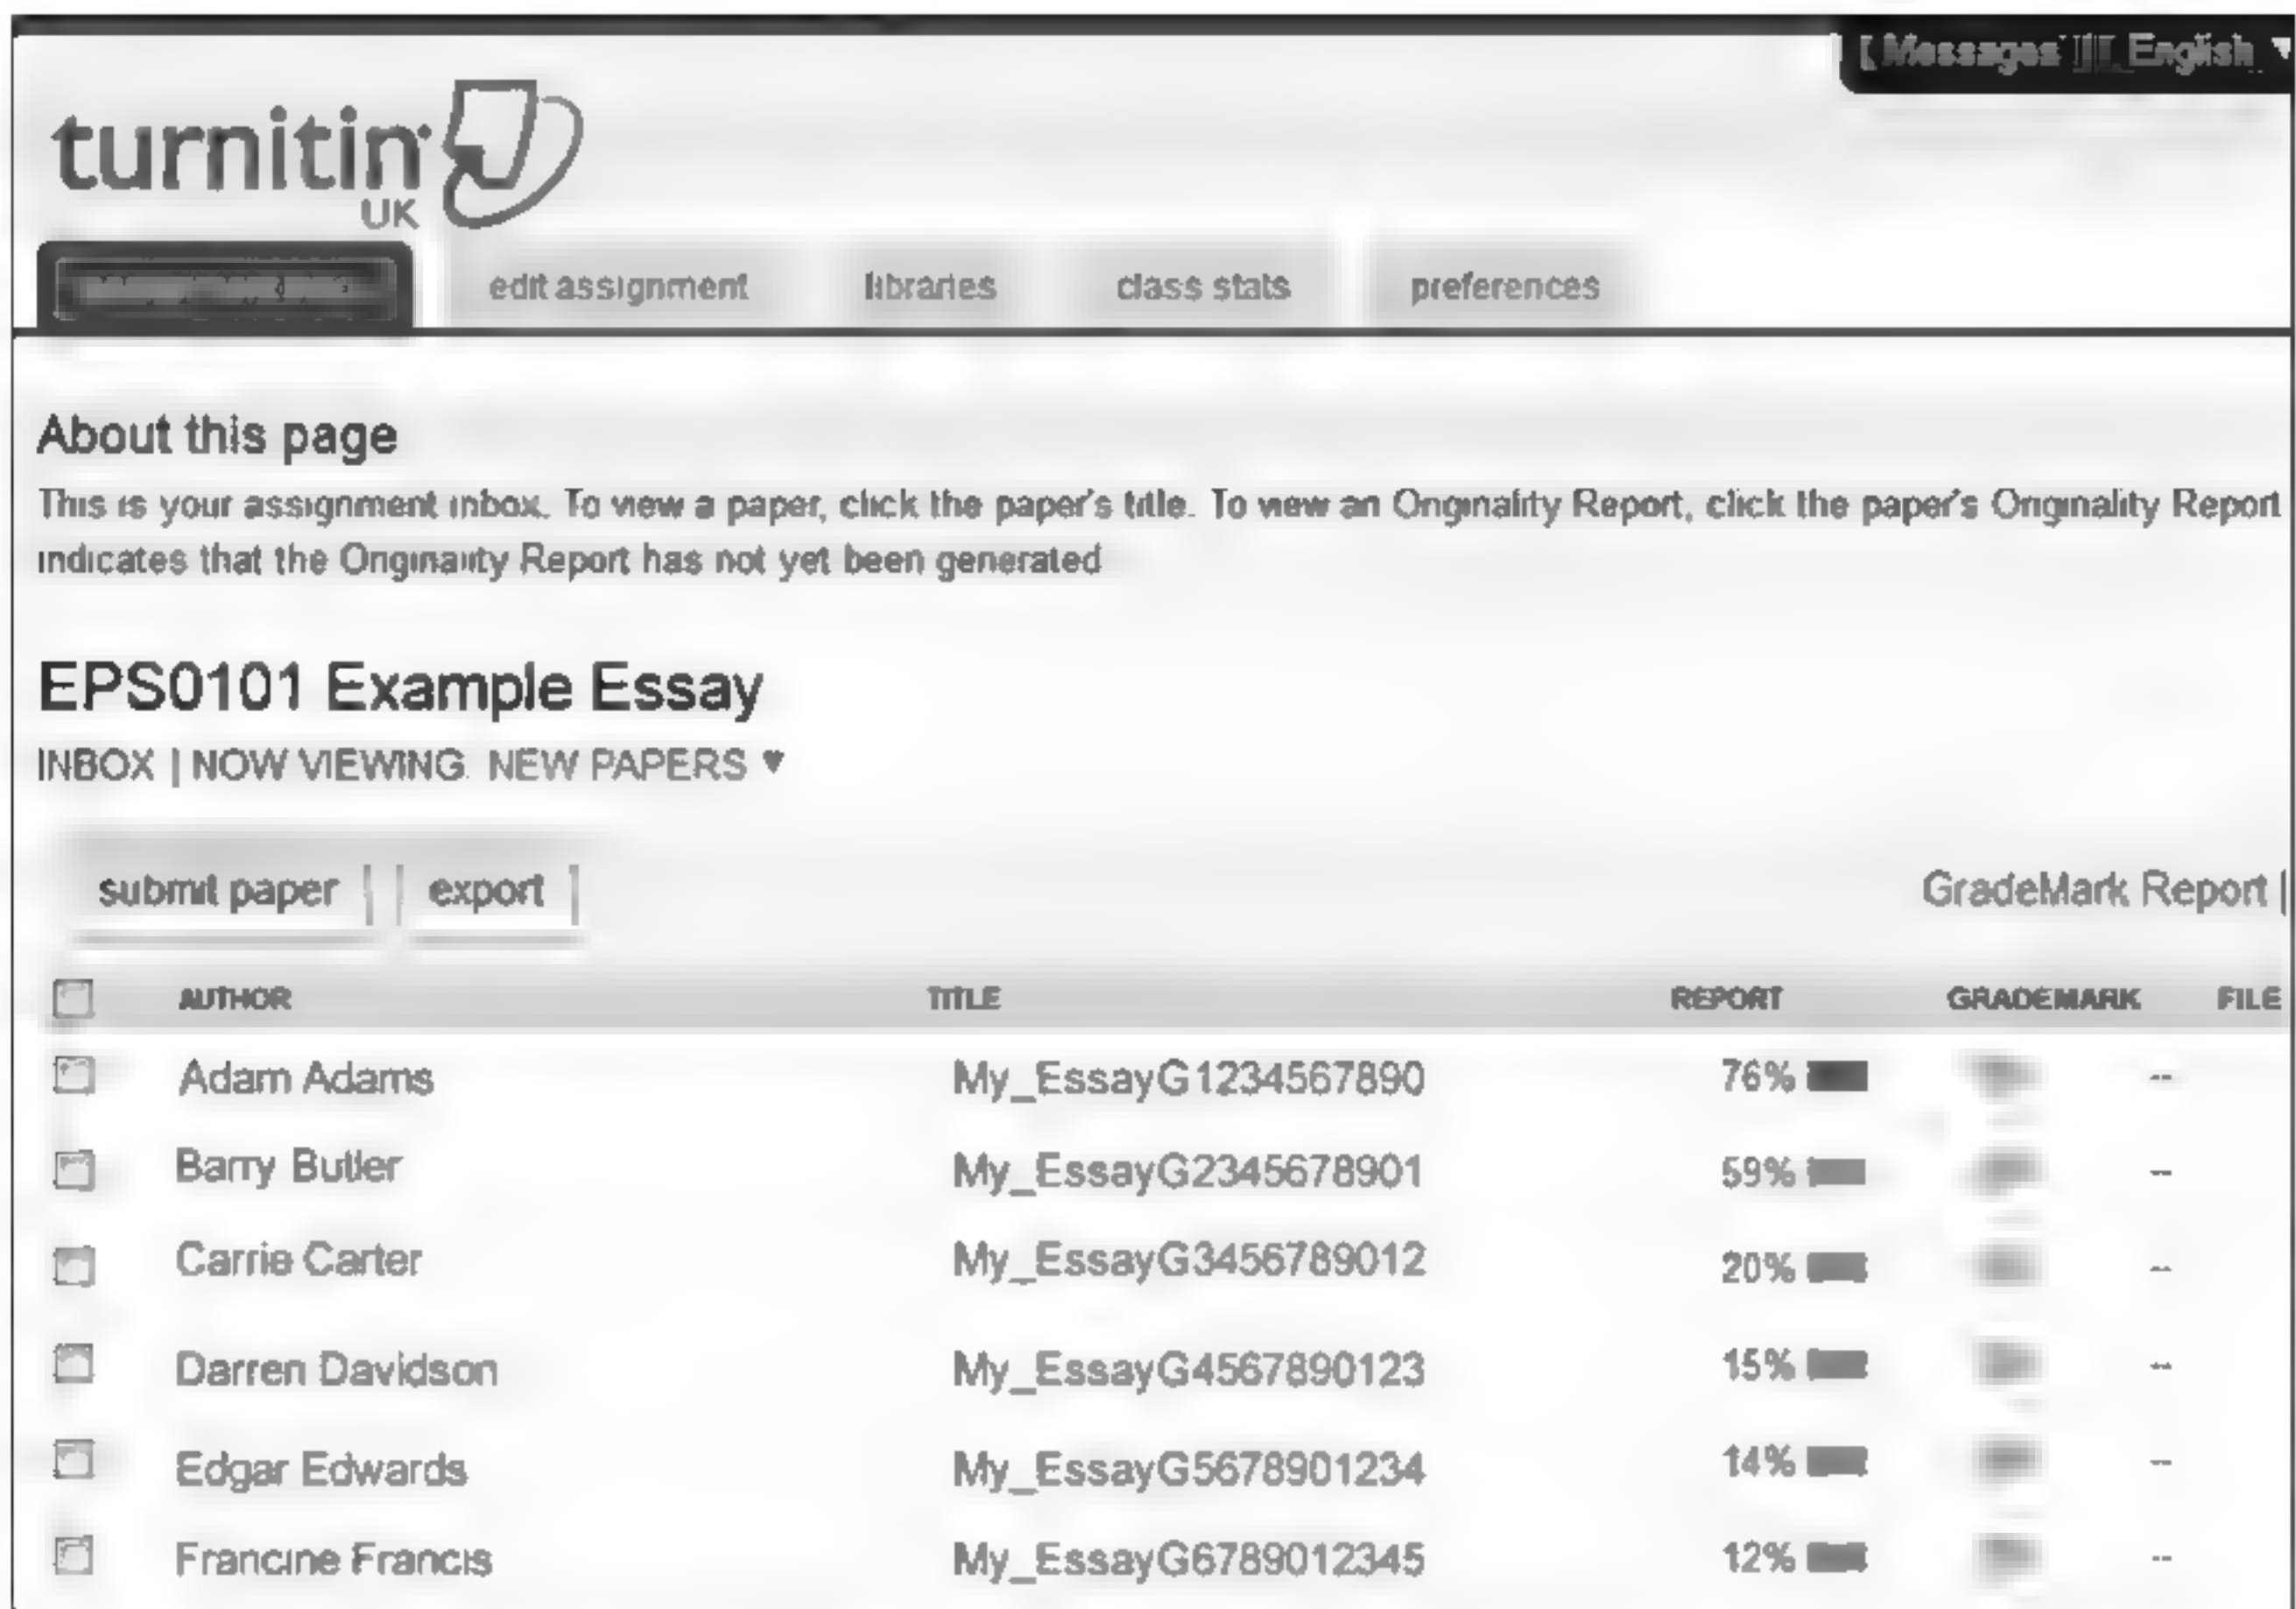 Messages English
turnitin
UK
edit assignment libraries class stats preferences
About this page
This is your assignment inbox. To view a paper, click the paper's title. To view an Originality Report, click the paper's Originality Report
indicates that the Originality Report has not yet been generated
EPS0101 Example Essay
INBOX | NOW VIEWING: NEW PAPERS ▼
submit paper export GradeMark Report |
AUTHOR TITLE REPORT GRADEMARK FILE
Adam Adams My_EssayG1234567890 76% --
Barry Butler My_EssayG2345678901 59% --
Carrie Carter My_EssayG3456789012 20% --
Darren Davidson My_EssayG4567890123 15% --
Edgar Edwards My_EssayG5678901234 14% --
Francine Francis My_EssayG6789012345 12% --